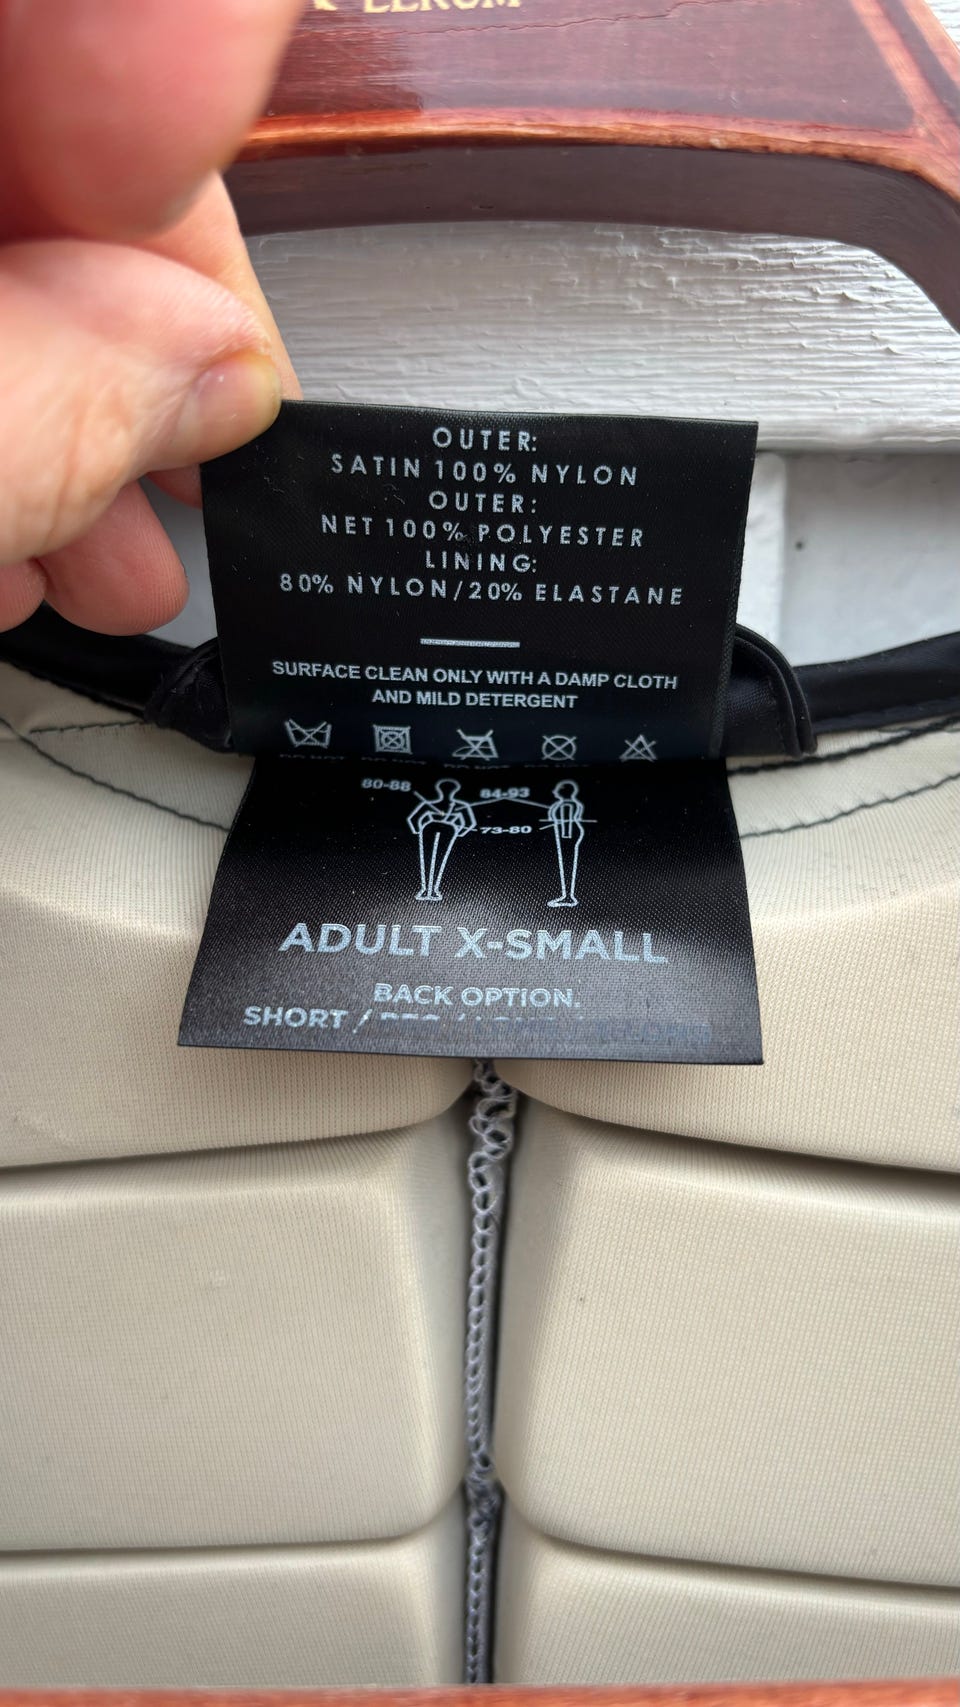 OUTER:
SATIN 100% NYLON
OUTER:
NET 100% POLYESTER
LINING:
80% NYLON/20% ELASTANE
SURFACE CLEAN ONLY WITH A DAMP CLOTH
AND MILD DETERGENT
80-88
84-93
73-80
ADULT X-SMALL
BACK OPTION.
SHORT /